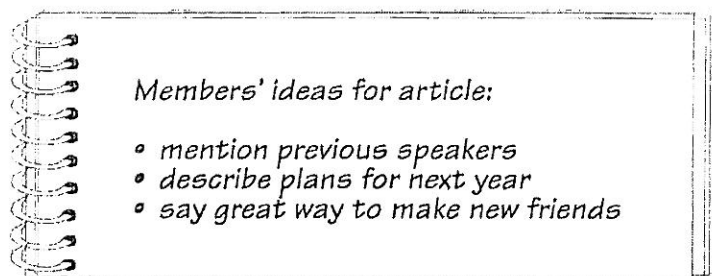 Members' ideas for article:
• mention previous speakers
• describe plans for next year
• say great way to make new friends